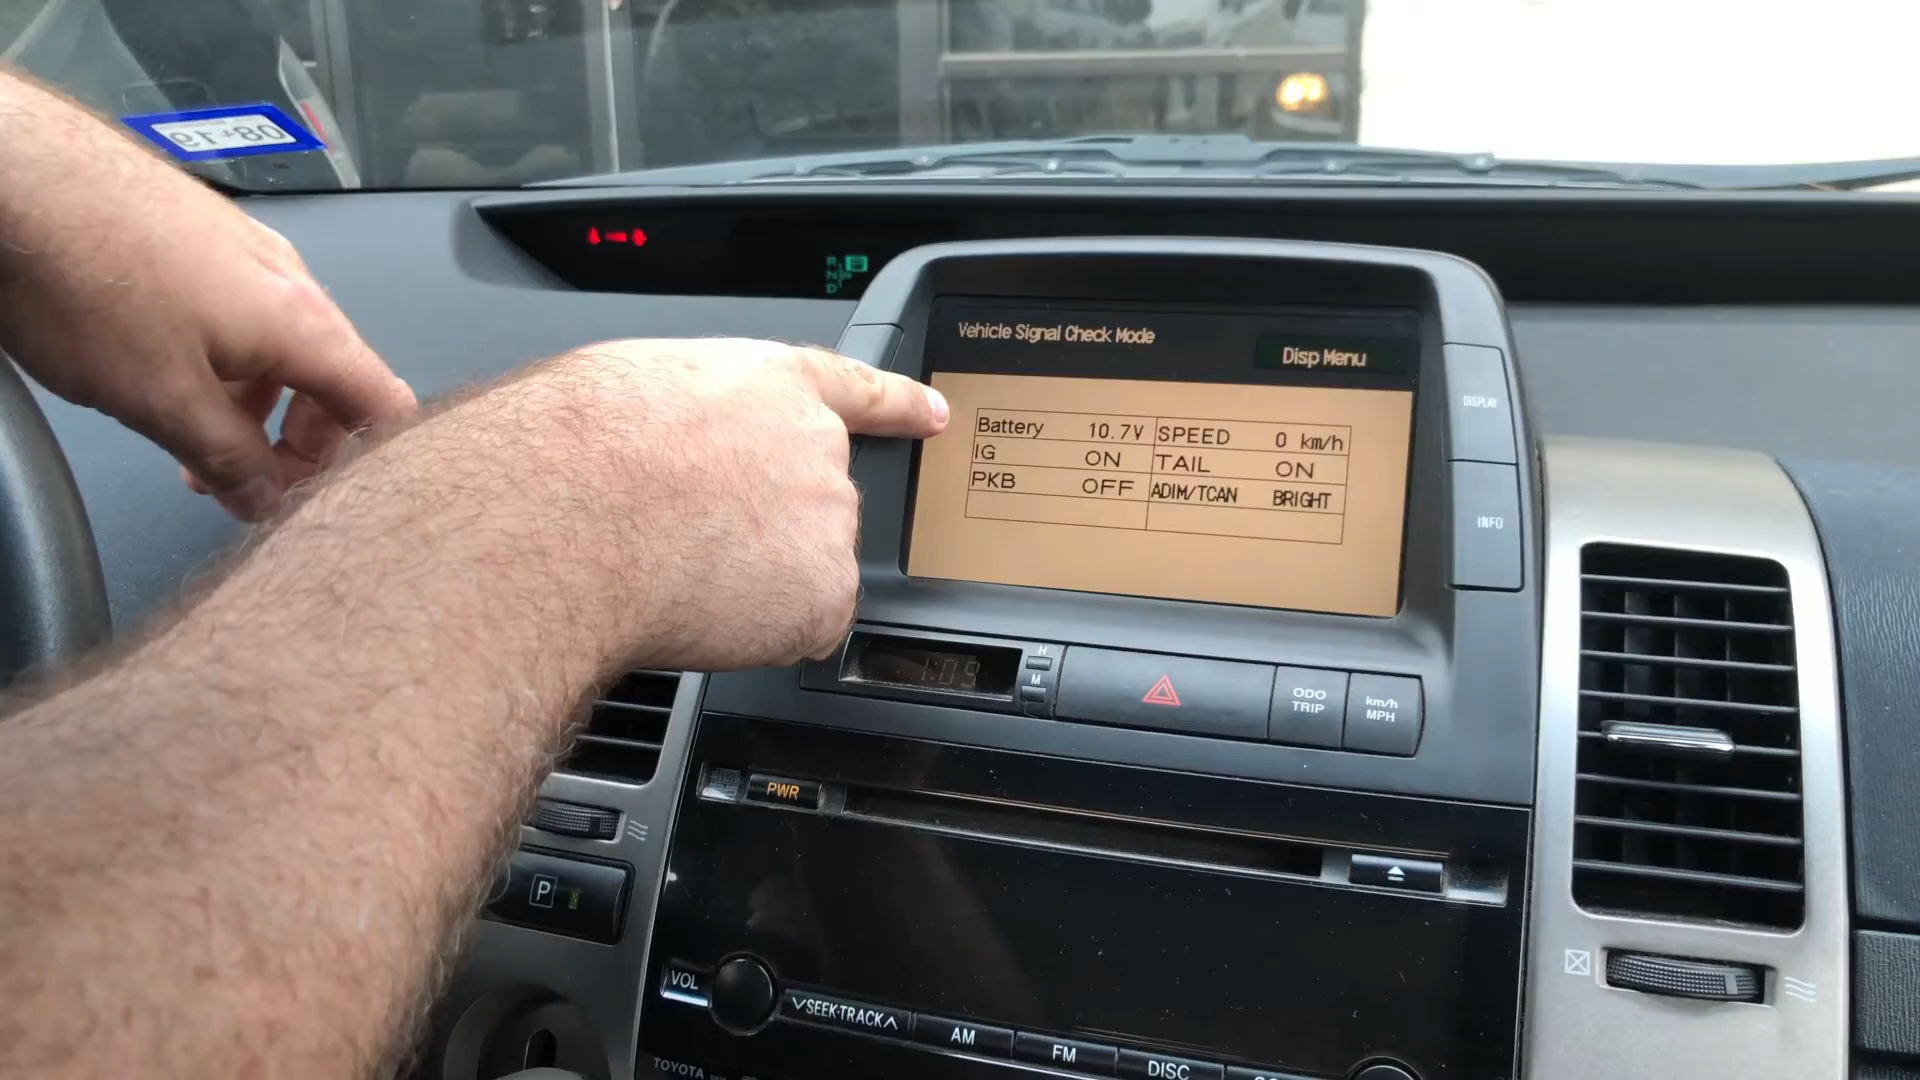 08-19
R
N
D
Vehicle Signal Check Mode
Disp Menu
Battery 10.7V SPEED 0 km/h
IG ON TAIL ON
PKB OFF ADIM/TCAN BRIGHT
DISPLAY
INFO
1:09
H
M
ODO
TRIP
km/h
MPH
PWR
P
VOL
SEEK·TRACK
AM
FM
DISC
TOYOTA